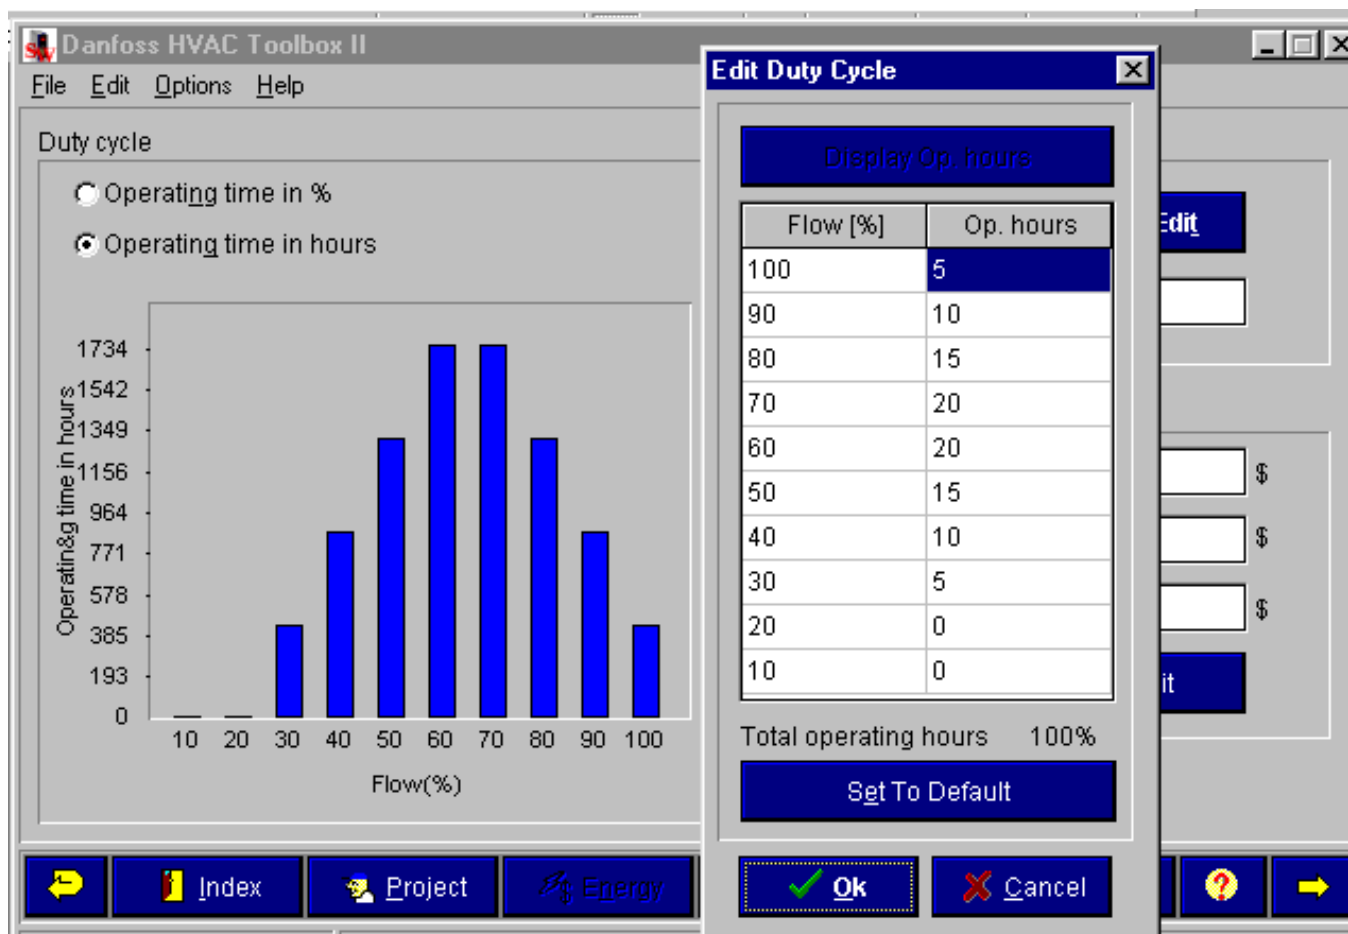 Danfoss HVAC Toolbox II
File Edit Options Help
Duty cycle
Operating time in %
Operating time in hours
Operatin&g time in hours
1734
1542
1349
1156
964
771
578
385
193
0
10 20 30 40 50 60 70 80 90 100
Flow(%)
Edit Duty Cycle
Display Op. hours
Flow [%] Op. hours
100 5
90 10
80 15
70 20
60 20
50 15
40 10
30 5
20 0
10 0
Total operating hours 100%
Set To Default
Ok Cancel
Edit
$
$
$
it
Index Project Energy
?